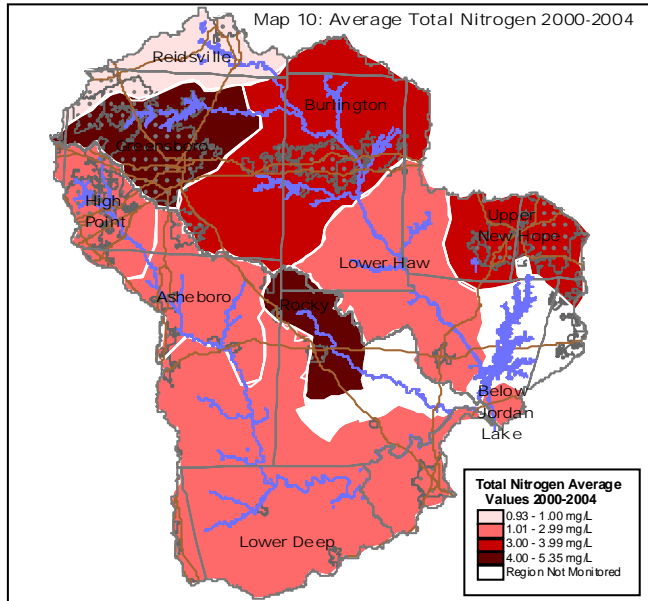 Map 10: Average Total Nitrogen 2000-2004
Reidsville
Burlington
Greensboro
High
Point
Upper
New Hope
Lower Haw
Asheboro
Rocky
Below
Jordan
Lake
Lower Deep
Total Nitrogen Average
Values 2000-2004
0.93 - 1.00 mg/L
1.01 - 2.99 mg/L
3.00 - 3.99 mg/L
4.00 - 5.35 mg/L
Region Not Monitored